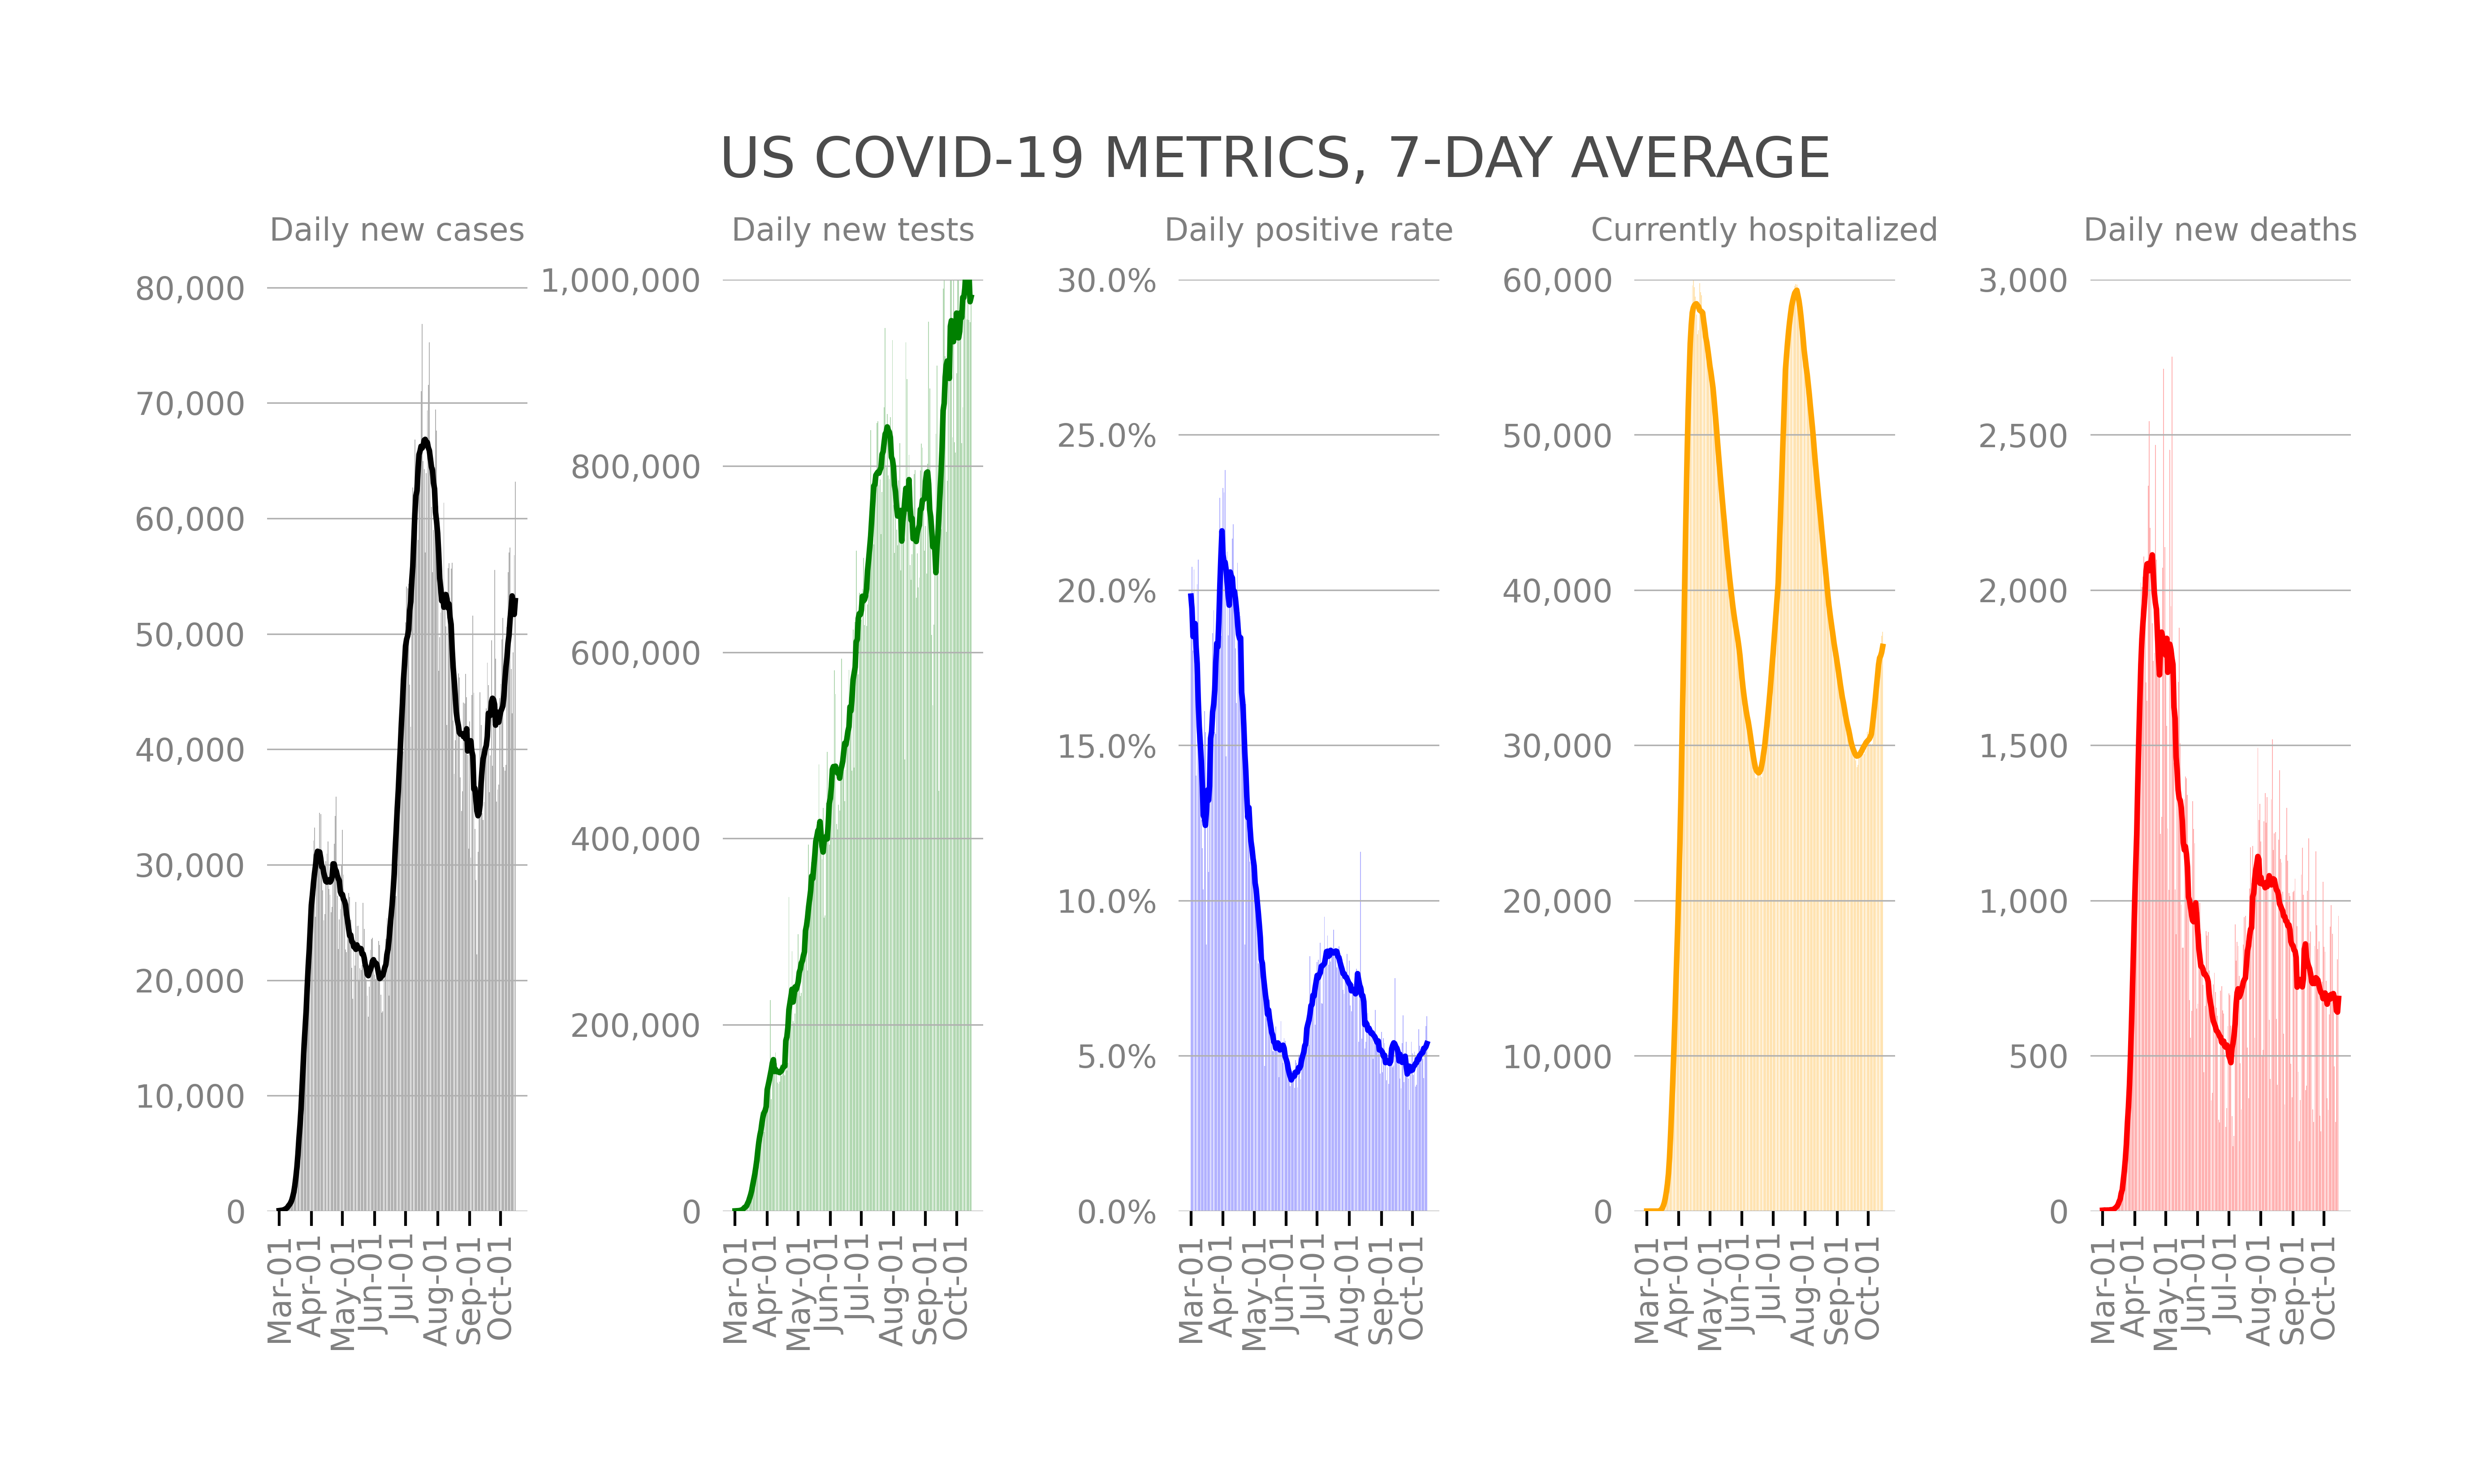 US COVID-19 METRICS, 7-DAY AVERAGE
Daily new cases
80,000
70,000
60,000
50,000
40,000
30,000
20,000
10,000
0
Mar-01
Apr-01
May-01
Jun-01
Jul-01
Aug-01
Sep-01
Oct-01
Daily new tests
1,000,000
800,000
600,000
400,000
200,000
0
Mar-01
Apr-01
May-01
Jun-01
Jul-01
Aug-01
Sep-01
Oct-01
Daily positive rate
30.0%
25.0%
20.0%
15.0%
10.0%
5.0%
0.0%
Mar-01
Apr-01
May-01
Jun-01
Jul-01
Aug-01
Sep-01
Oct-01
Currently hospitalized
60,000
50,000
40,000
30,000
20,000
10,000
0
Mar-01
Apr-01
May-01
Jun-01
Jul-01
Aug-01
Sep-01
Oct-01
Daily new deaths
3,000
2,500
2,000
1,500
1,000
500
0
Mar-01
Apr-01
May-01
Jun-01
Jul-01
Aug-01
Sep-01
Oct-01